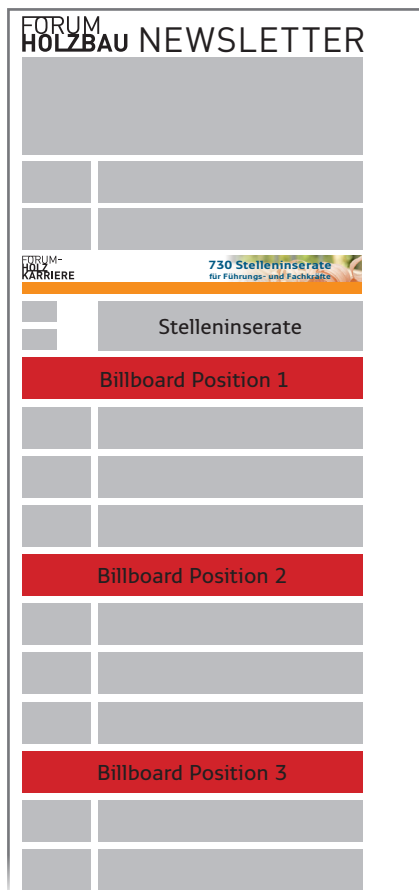 FORUM
HOLZBAU NEWSLETTER
FORUM-
HOLZ
KARRIERE
730 Stelleninserate
für Führungs- und Fachkräfte
Stelleninserate
Billboard Position 1
Billboard Position 2
Billboard Position 3